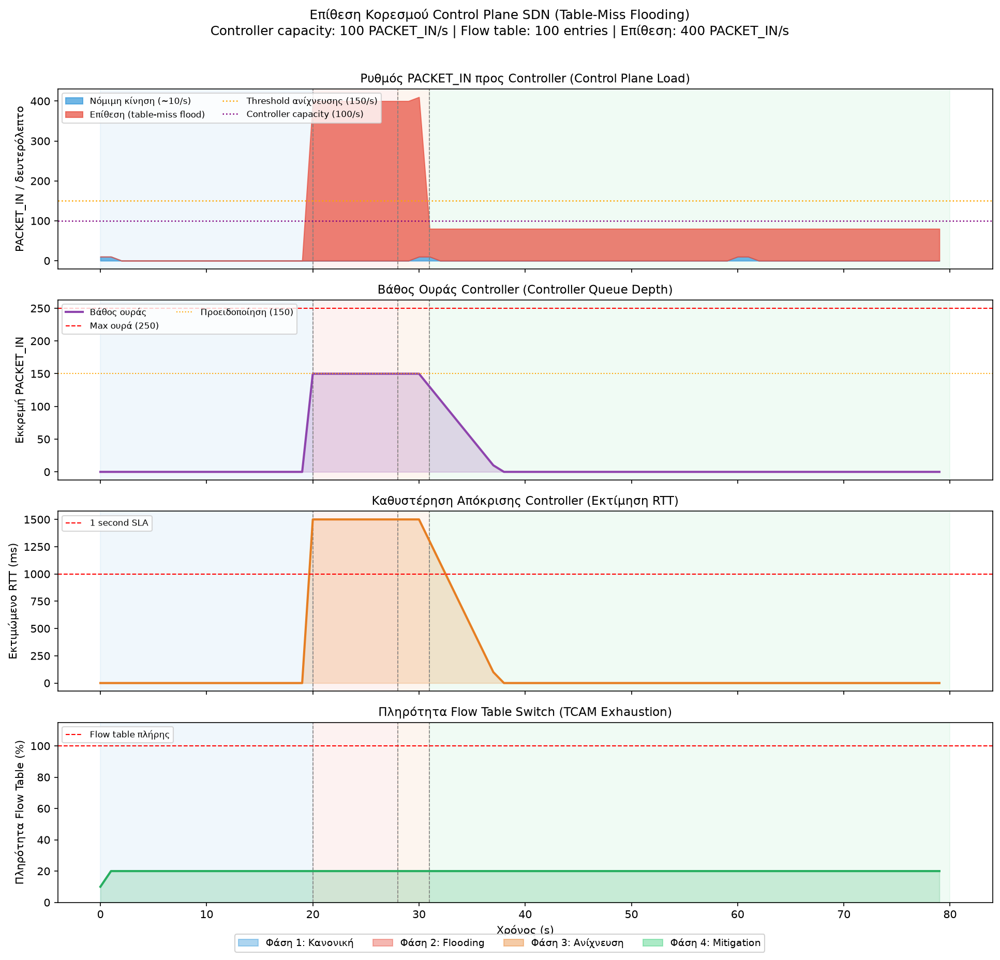 Επίθεση Κορεσμού Control Plane SDN (Table-Miss Flooding)
Controller capacity: 100 PACKET_IN/s | Flow table: 100 entries | Επίθεση: 400 PACKET_IN/s
Ρυθμός PACKET_IN προς Controller (Control Plane Load)
PACKET_IN / δευτερόλεπτο
400
300
200
100
0
Νόμιμη κίνηση (~10/s)
Επίθεση (table-miss flood)
Threshold ανίχνευσης (150/s)
Controller capacity (100/s)
Βάθος Ουράς Controller (Controller Queue Depth)
Εκκρεμή PACKET_IN
250
200
150
100
50
0
Βάθος ουράς
Max ουρά (250)
Προειδοποίηση (150)
Καθυστέρηση Απόκρισης Controller (Εκτίμηση RTT)
Εκτιμώμενο RTT (ms)
1500
1250
1000
750
500
250
0
1 second SLA
Πληρότητα Flow Table Switch (TCAM Exhaustion)
Πληρότητα Flow Table (%)
100
80
60
40
20
0
Flow table πλήρης
0 10 20 30 40 50 60 70 80
Χρόνος (s)
Φάση 1: Κανονική
Φάση 2: Flooding
Φάση 3: Ανίχνευση
Φάση 4: Mitigation